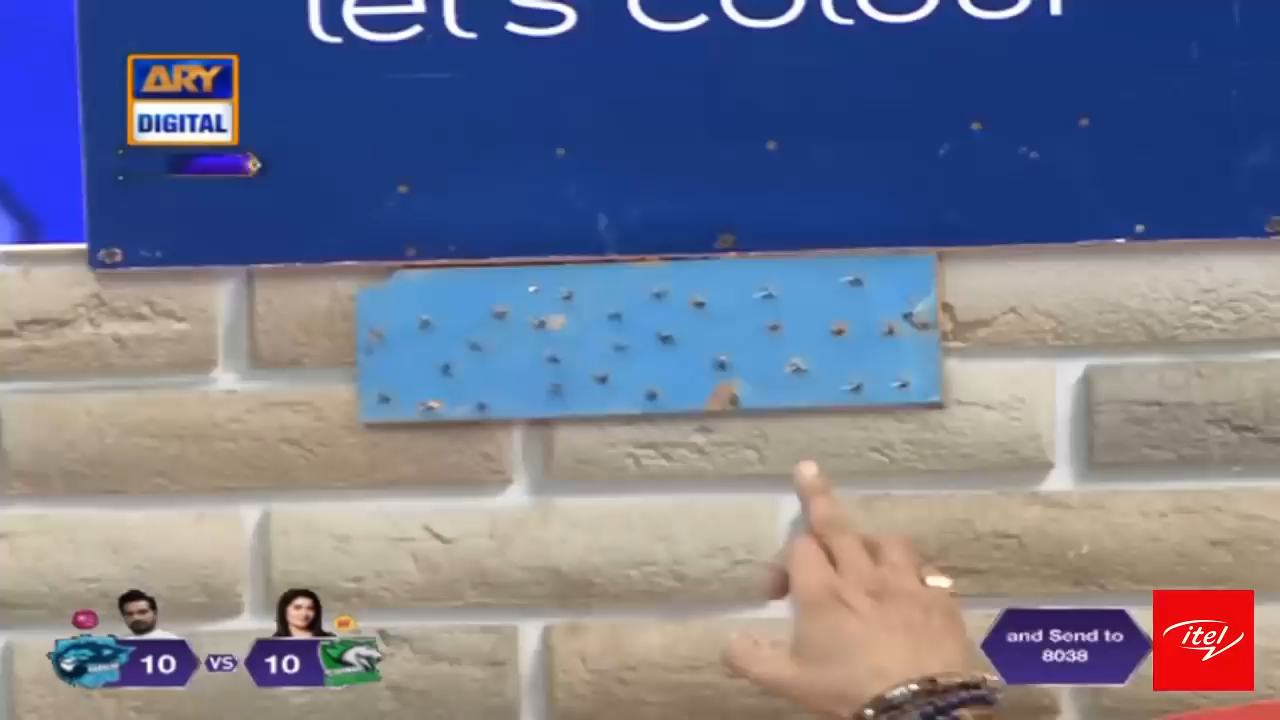 let's colour
ARY
DIGITAL
10 VS 10
and Send to
8038
itel